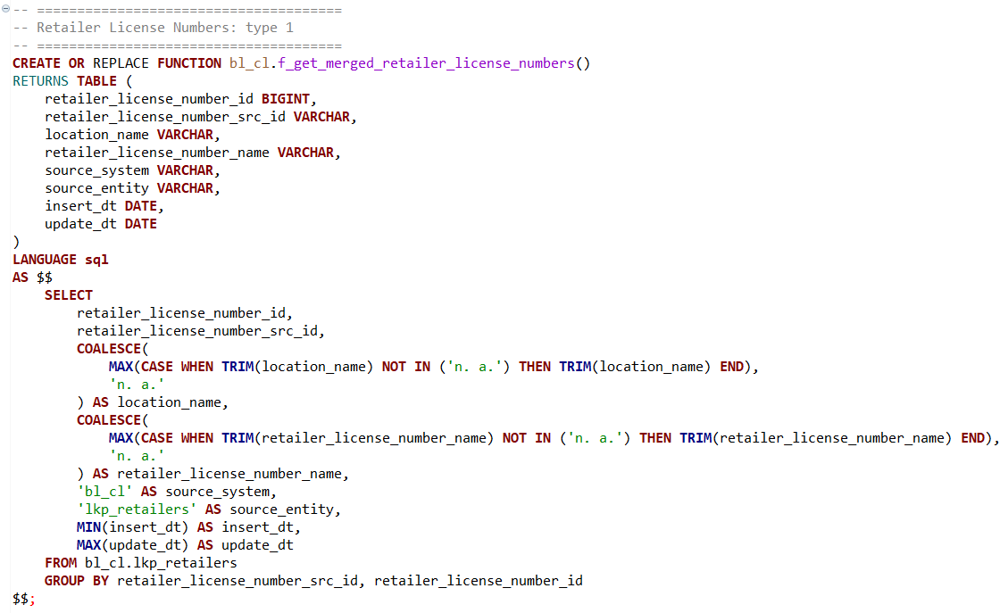 -- ======================================
-- Retailer License Numbers: type 1
-- ======================================
CREATE OR REPLACE FUNCTION bl_cl.f_get_merged_retailer_license_numbers()
RETURNS TABLE (
    retailer_license_number_id BIGINT,
    retailer_license_number_src_id VARCHAR,
    location_name VARCHAR,
    retailer_license_number_name VARCHAR,
    source_system VARCHAR,
    source_entity VARCHAR,
    insert_dt DATE,
    update_dt DATE
)
LANGUAGE sql
AS $$
    SELECT
        retailer_license_number_id,
        retailer_license_number_src_id,
        COALESCE(
            MAX(CASE WHEN TRIM(location_name) NOT IN ('n. a.') THEN TRIM(location_name) END),
            'n. a.'
        ) AS location_name,
        COALESCE(
            MAX(CASE WHEN TRIM(retailer_license_number_name) NOT IN ('n. a.') THEN TRIM(retailer_license_number_name) END),
            'n. a.'
        ) AS retailer_license_number_name,
        'bl_cl' AS source_system,
        'lkp_retailers' AS source_entity,
        MIN(insert_dt) AS insert_dt,
        MAX(update_dt) AS update_dt
    FROM bl_cl.lkp_retailers
    GROUP BY retailer_license_number_src_id, retailer_license_number_id
$$;